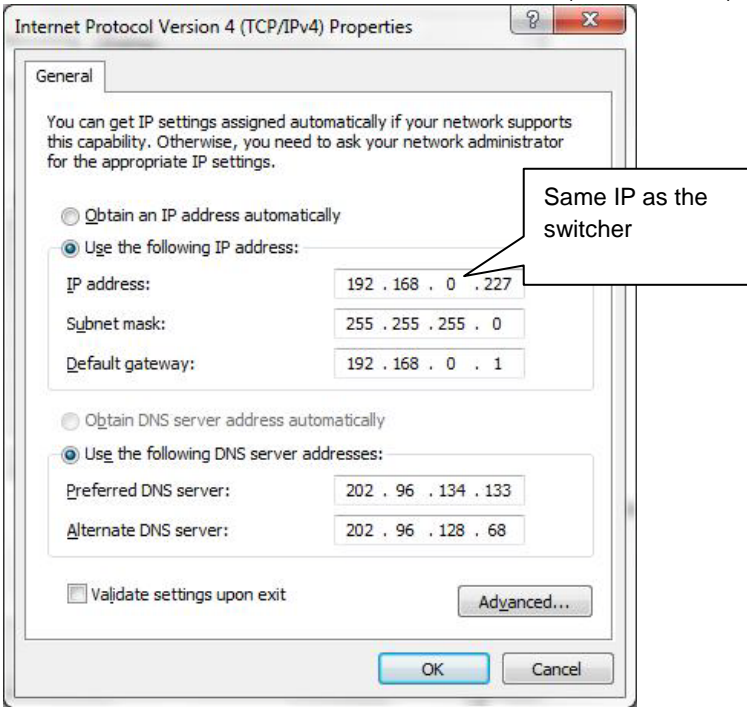 Internet Protocol Version 4 (TCP/IPv4) Properties
General
You can get IP settings assigned automatically if your network supports
this capability. Otherwise, you need to ask your network administrator
for the appropriate IP settings.
Same IP as the
switcher
Obtain an IP address automatically
Use the following IP address:
IP address: 192 . 168 . 0 . 227
Subnet mask: 255 . 255 . 255 . 0
Default gateway: 192 . 168 . 0 . 1
Obtain DNS server address automatically
Use the following DNS server addresses:
Preferred DNS server: 202 . 96 . 134 . 133
Alternate DNS server: 202 . 96 . 128 . 68
Validate settings upon exit
Advanced...
OK Cancel